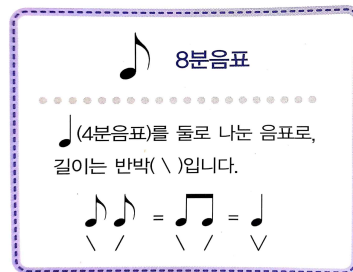 ♪ 8분음표
♩(4분음표)를 둘로 나눈 음표로,
길이는 반박( \ )입니다.
♪♪ = ♫ = ♩
\ / \ / \/